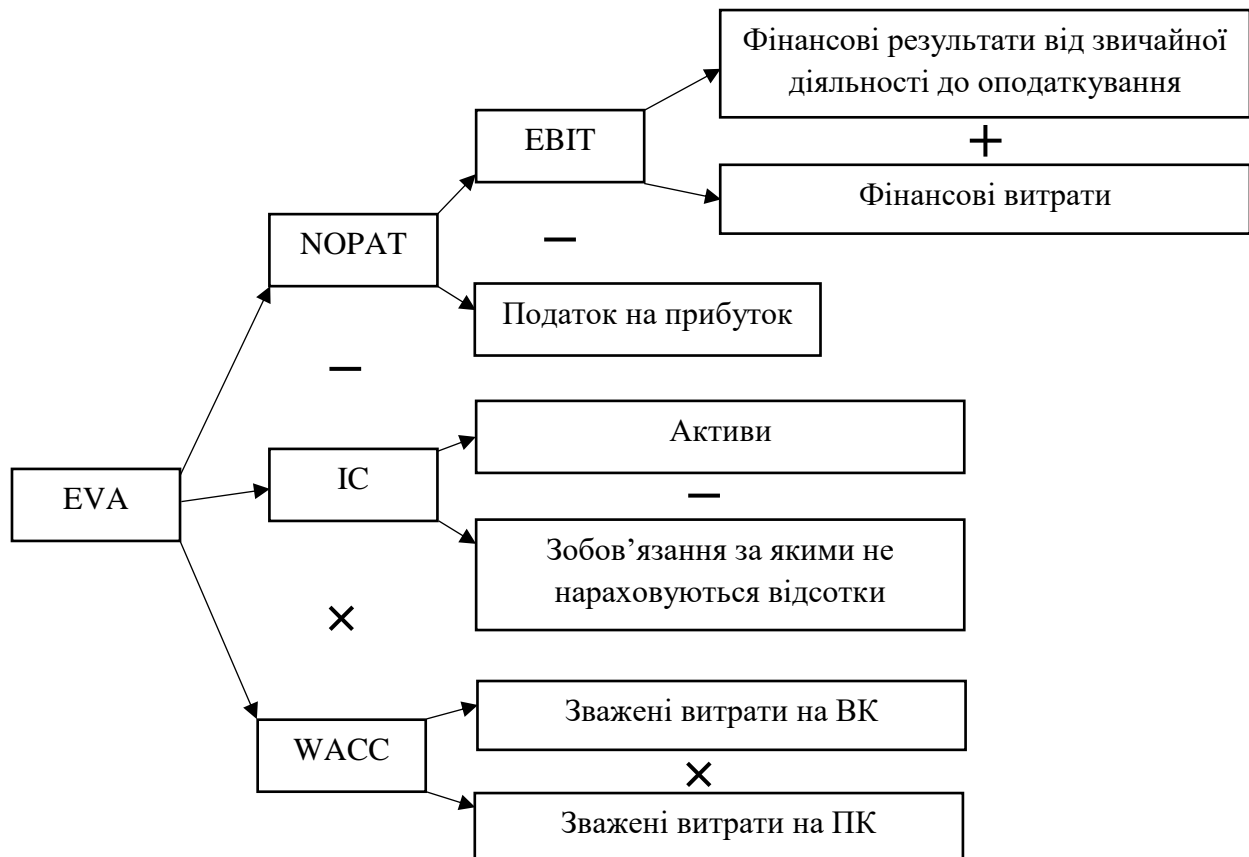 Фінансові результати від звичайної
діяльності до оподаткування
+
EBIT
Фінансові витрати
NOPAT
−
Податок на прибуток
−
Активи
IC
EVA
−
Зобов’язання за якими не
нараховуються відсотки
×
Зважені витрати на ВК
WACC
×
Зважені витрати на ПК